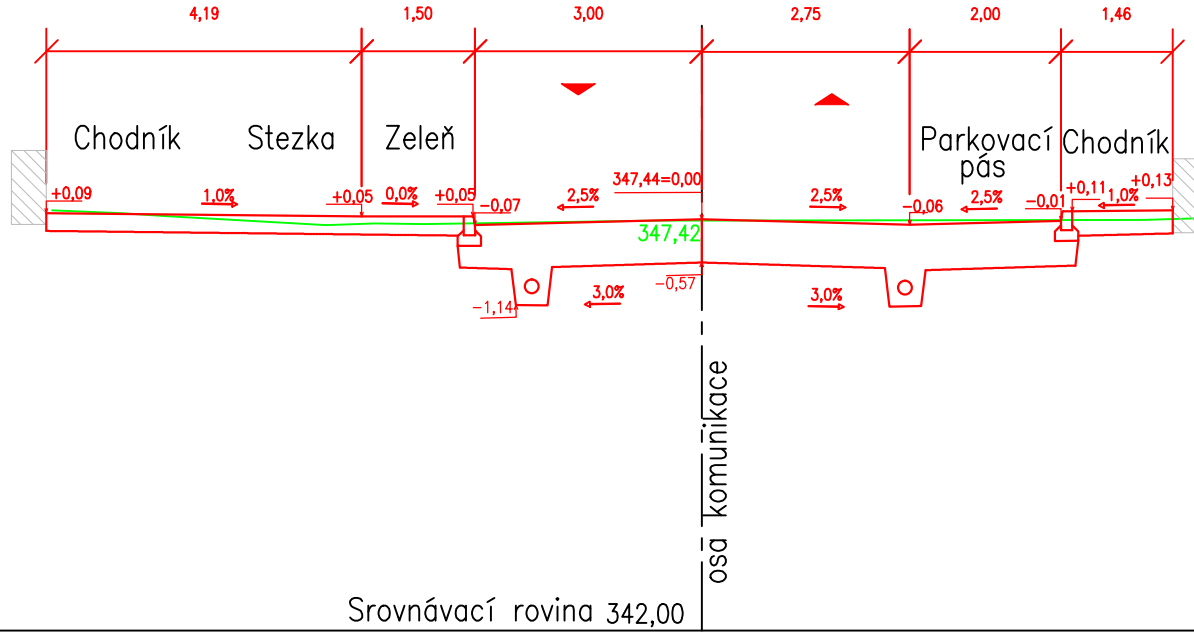 4,19 1,50 3,00 2,75 2,00 1,46
Chodník Stezka Zeleň Parkovací Chodník
pás
347,44=0,00
+0,09 1,0% +0,05 0,0% +0,05 -0,07 2,5% 2,5% -0,06 2,5% -0,01 +0,11 1,0% +0,13
347,42
-0,57
-1,14 3,0% 3,0%
osa komunikace
Srovnávací rovina 342,00